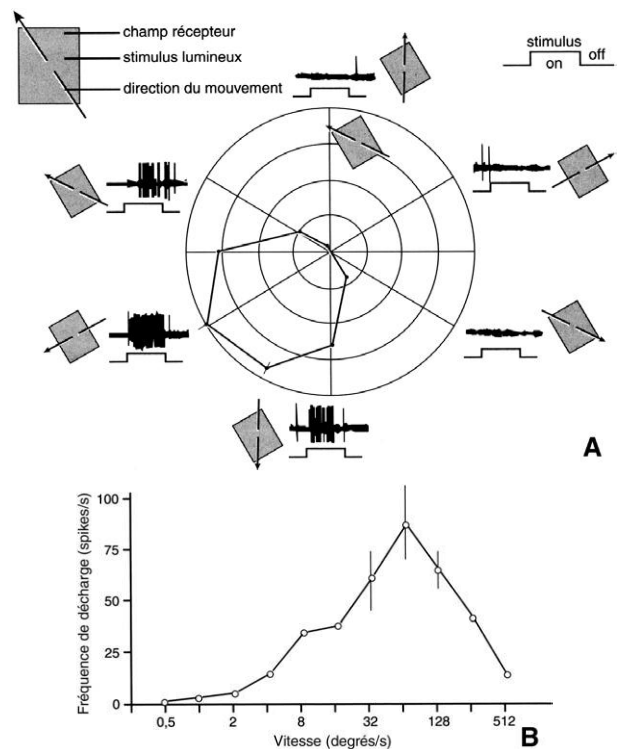 champ récepteur
stimulus lumineux
direction du mouvement
stimulus
on
off
A
Fréquence de décharge (spikes/s)
100
75
50
25
0
0,5
2
8
32
128
512
Vitesse (degrés/s)
B